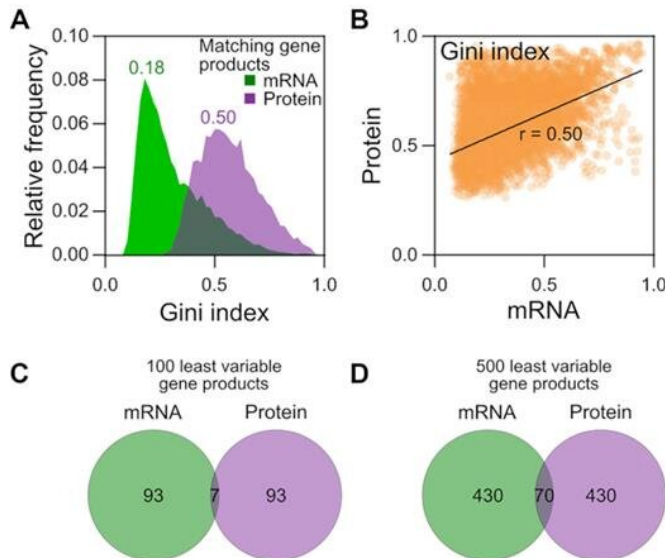 A
0.10
0.08
0.06
0.04
0.02
0.00
Relative frequency
0.18
0.50
Matching gene
products
mRNA
Protein
0.0
0.5
1.0
Gini index
B
1.0
0.5
0.0
Protein
Gini index
r = 0.50
0.0
0.5
1.0
mRNA
C
100 least variable
gene products
mRNA
Protein
93
7
93
D
500 least variable
gene products
mRNA
Protein
430
70
430